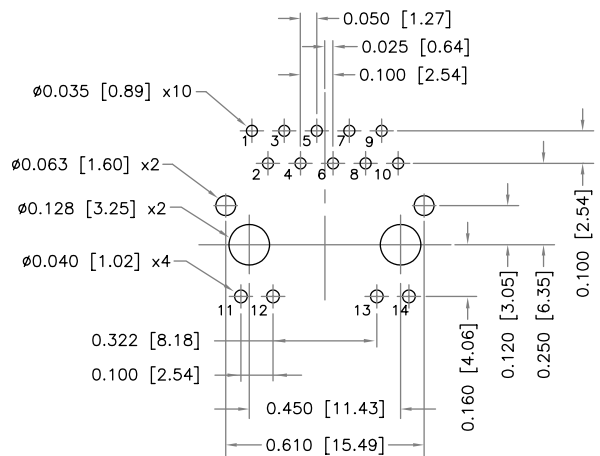 0.050 [1.27]
0.025 [0.64]
0.100 [2.54]
ø0.035 [0.89] x10
1 3 5 7 9
2 4 6 8 10
ø0.063 [1.60] x2
ø0.128 [3.25] x2
ø0.040 [1.02] x4
11 12 13 14
0.322 [8.18]
0.100 [2.54]
0.450 [11.43]
0.610 [15.49]
0.160 [4.06]
0.120 [3.05]
0.250 [6.35]
0.100 [2.54]